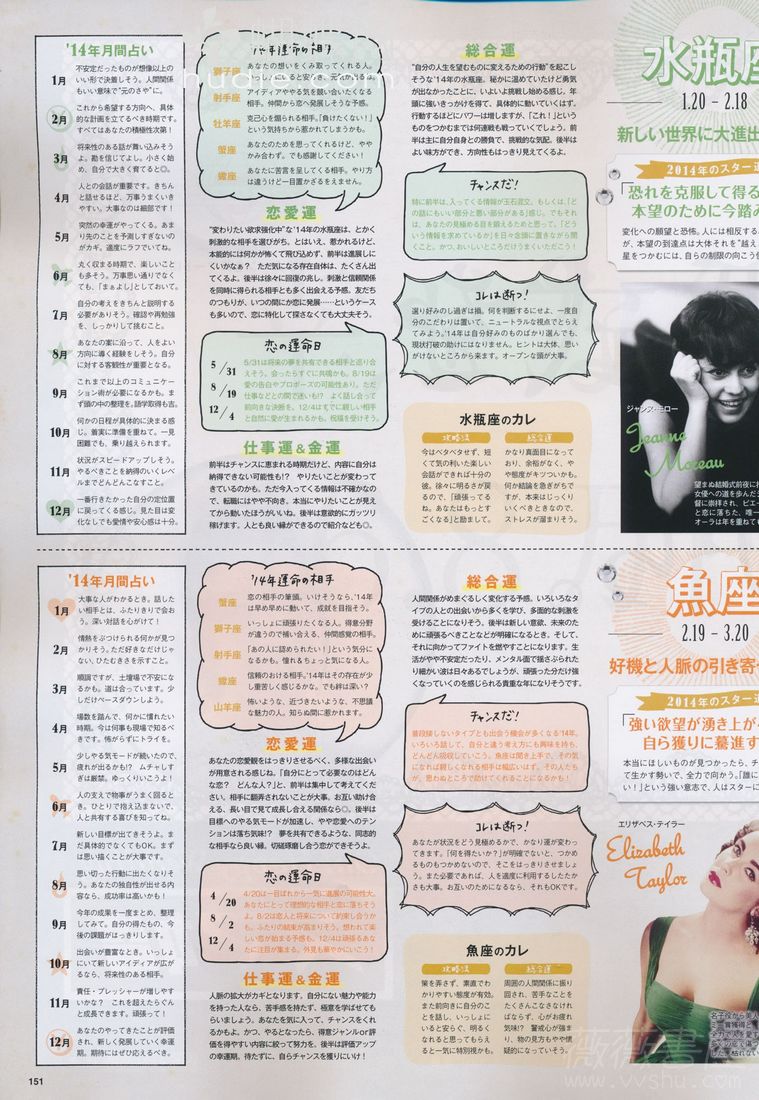 '14年月間占い
1月
不安定だったものが想像以上の
いい形で決着しそう。人間関係
もいい意味で"元のさや"に。
2月
これから希望する方向へ、具体
的な計画を立てるべき時期です。
すべてはあなたの積極性次第!
3月
将来性のある話が舞い込みそう
よ。勘を信じてよし。小さく始
め、自分で大きく育てると◎。
4月
人との会話が重要です。きちん
と話せるほど、万事うまくいき
やすい。大事なのは細部です!
5月
突然の幸運がやってくる。あま
り先のことを予測しすぎないの
がカギ。適度にラフでいてね。
6月
丸く収まる時期で、楽しいこと
も多そう。万事思い通りでなく
ても、「まぁよし」としておいて。
7月
自分の考えをきちんと説明する
必要がありそう。確認や再勉強
を、しっかりして挑むこと。
8月
あなたの案に沿って、人をよい
方向に導く経験をしそう。自分
に対する客観性が重要となる。
9月
これまで以上のコミュニケーシ
ョン術が必要になるかも。ま
ず頭の中の整理を。語学取得も吉。
10月
何かの日程が具体的に決まる感
じ。着実に準備を重ねて。一見
困難でも、乗り越えられます。
11月
状況がスピードアップしそう。
やるべきことを納得のいくレベ
ルまでどんどんこなすこと。
12月
一番行きたかった自分の定位置
に戻ってくる感じ。見た目は変
化なしでも愛情や安心感は十分。
'14年運命の相手
獅子座
あなたの想いをくみ取ってくれる人。
射手座
アイディアややる気を競い合いたくなる
相手。仲間から恋へ発展しそうな予感。
牡羊座
克己心を煽られる相手。「負けたくない!」
という気持ちから惹かれてしまうかも。
蟹座
あなたのためを思ってくれるけど、やや
かみ合わず。でも感謝してください!
蠍座
あなたに苦言を呈してくれる相手。やり方
は違うけど一目置かざるをえません。
恋愛運
"変わりたい欲求強化中"な'14年の水瓶座は、とかく
刺激的な相手を選びがち。とはいえ、惹かれるけど、
本能的には何かが怖くて飛び込めず、前半は進展しに
くいかなぁ? ただ気になる存在自体は、たくさん出
てくるよ。後半は徐々に回復の兆し。刺激と信頼関係
を同時に得られる相手とも多く出会える予感。友だち
のつもりが、いつの間にか恋に発展……というケース
も多いので、恋に特化して探さなくても大丈夫そう。
恋の運命日
5/31
8/19
12/4
5/31は将来の夢を共有できる相手と巡り合
えそう。会ったらすぐに共鳴かも。8/19は
愛の告白やプロポーズの可能性あり。ただ
仕事などとの間で迷いも!? よく話し合って
前向きな決断を。12/4はすでに親しい相手
と自然に愛が生まれるかも。祝福を受けそう。
仕事運&金運
前半はチャンスに恵まれる時期だけど、内容に自分は
納得できない可能性も!? やりたいことが変わって
きているのかも。ただ今入ってくる情報は不確かなの
で、転職にはやや不向き。本当にやりたいことが見え
てから動いたほうがいいね。後半は意欲的にガッツリ
稼げます。人とも良い縁ができるので紹介なども◎。
総合運
"自分の人生を望むものに変えるための行動"を起こし
そうな'14年の水瓶座。秘かに温めていたけど勇気
が出なかったことに、いよいよ挑戦し始める感じ。年
頭に強いきっかけを得て、具体的に動いていくはず。
行動するほどにパワーは増しますが、「これ!」という
ものをつかむまでは何連戦も戦っていくでしょう。前
半は主に自分自身との勝負で、挑戦的な気配。後半は
よい味方ができ、方向性もはっきり見えてくるよ。
チャンスだ!
特に前半は、入ってくる情報が玉石混交。もしくは、「ど
の話にもいい部分と悪い部分がある」感じ。でもそれ
は、あなたの見極める目を鍛えるためと思って。「どう
いう情報を求めているか」を日々念頭に置きながら聞
くこと。かつ、おいしいところだけうまくいただこう!
コレは断つ!
選り好みのし過ぎは損。何を判断するにせよ、一度自
分のこだわりは置いて、ニュートラルな視点でとらえ
てみよう。'14年は自分好みのものばかり選んでも、
現状打破の助けにはなりません。ヒントは大体、思い
がけないところから来ます。オープンな頭が大事。
水瓶座のカレ
攻略法
今はベタベタせず、短
くて気の利いた楽しい
会話ができれば十分の
彼。徐々に明るさが戻
るので、「頑張ってる
ね。あなたはもっとす
ごくなる」と励まして。
総合運
かなり真面目になって
おり、余裕がなく、や
や態度がキツいかも。
何か結論を急ぎがちで
すが、本来はじっくり
いくべきときなので、
ストレスが溜まりそう。
水瓶座
1.20 - 2.18
新しい世界に大進出
2014年のスター運
「恐れを克服して得る
本望のために今踏み
変化への願望と恐怖。人には相反する
が、本望の到達点は大体それを"越え
星をつかむには、自らの制限の向こう
ジャンヌ・モロー
Jeanne
Moreau
望まぬ結婚式前夜に
女優への道を歩んだ
督に崇拝され、ピエー
と恋に落ちた、唯一
オーラは年を重ねても
'14年月間占い
1月
大事な人がわかるとき。話した
い相手とは、ふたりきりで会お
う。深い対話を心がけて!
2月
情熱をぶつけられる何かが見つ
かりそう。ただ好きなだけじゃな
い、ひたむきさを示すこと。
3月
順調ですが、土壇場で不安にな
るかも。道は合っています。少
しだけペースダウンしよう。
4月
場数を踏んで、何かに慣れたい
時期。今は何事も現場で知るべ
きです。怖がらずにトライを。
5月
少しやる気モードが続いたので、
疲れが出るかも!? ムチャしす
ぎは厳禁。ゆっくりいこうよ!
6月
人の支えで物事がうまく回ると
き。ひとりで抱え込まないで、
人と共有する喜びを知ってね。
7月
新しい目標が出てきそうよ。ま
だ具体的でなくてもOK。まず
は思い描くことが大事です。
8月
思い切った行動に出たくなりそ
う。あなたの独自性が出せる内
容なら、成功率は高いかも!
9月
今年の成果を一度まとめ、整理
してみて。自分の得たもの、今
後の課題がはっきりします。
10月
出会いが豊富なとき。いっしょ
にいて新しいアイディアが広が
るなら、将来性のある相手。
11月
責任・プレッシャーが増しやす
いかな? これを超えたらぐん
と成長できます。頑張って!
12月
あなたのやってきたことが評価
され、新しく発展していく幸運
期。期待にはぜひ応えるべき。
'14年運命の相手
蟹座
恋の相手の筆頭。いけそうなら、'14年
は早め早めに動いて、成就を目指そう。
獅子座
いっしょに頑張りたくなる人。得意分野
が違うので補い合える、仲間感覚の相手。
射手座
「あの人に認められたい!」という気分に
なるかも。憧れ&ちょっと気になる人。
蠍座
信頼のおける相手。'14年はその存在が少
し重苦しく感じるかな。でも絆は深い?
山羊座
怖いような、近づきたいような、不思議
な魅力の人。知らぬ間に惹かれます。
恋愛運
あなたの恋愛観をはっきりさせるべく、多様な出会い
が用意される感じね。「自分にとって必要なのはどん
な恋? どんな人?」と、前半は集中して考えてくださ
い。相手に翻弄されないことが大事。お互い助け合
える、長い目で見て成長し合える関係なら◎。後半は
目標へのやる気モードが加速し、やや恋愛へのテンシ
ョンは落ち気味!? 夢を共有できるような、同志的
な相手なら良い縁。切磋琢磨し合う恋ができそうよ。
恋の運命日
4/20
8/2
12/4
4/20は一目ぼれから一気に進展の可能性大。
あなたにとって理想的な相手と恋に落ちそう
よ。8/2は恋人と将来について約束し合うか
も。ふたりの結束が高まりそう。想われて楽
しい恋が始まる予感も。12/4は頑張るあな
たに注目が集まる。外見も華やかにいこう!
仕事運&金運
人脈の拡大がカギとなります。自分にない魅力や能力
を持った人なら、苦手感を持たず、極意を学ばせても
らいましょう。あなたを気に入って、チャンスをくれ
るかもよ。かつ、やるとなったら、得意ジャンルor評
価を得やすい内容に絞って努力を、後半は評価アップ
の幸運期。待たずに、自らチャンスを獲りにいけ!
総合運
人間関係がめまぐるしく変化する予感。いろいろなタ
イプの人との出会いから多くを学び、多面的な刺激を
受けることになりそう。後半は新しい意欲、未来のた
めに頑張るべきことなどが明確になるとき。そして、
それに向かってファイトを燃やすことになります。生
活がやや不安定だったり、メンタル面で揺さぶられた
り細かい波は日々あるでしょうが、頑張った分だけ強
くなっていくのを感じられる貴重な年になりそうです。
チャンスだ!
普段接しないタイプとも出会う機会が多くなる'14年。
いろいろ話して、自分と違う考え方にも興味を持ち、
どんどん吸収していこう。魚座は聞き上手で、その気
になれば親しくなれる相手は幅広いはず。その人たち
が、思わぬところで助けてくれることになるかも!
コレは断つ!
あなたが状況をどう見極めるかで、かなり運が変わっ
てきます。「何を得たいか?」が明確でないと、つかめ
るものもつかめないので、そこをはっきりさせましょ
う。また必要であれば、人を適度に利用するしたたか
さも大事。お互いのためになるなら、それもOKです。
魚座のカレ
攻略法
策を弄さず、素直でわ
かりやすい態度が有効。
また前向きに自分のこ
とを話し、いっしょに
いると安らぐ、明るく
なれると思ってもらえ
ると一気に特別視かも。
総合運
周囲の人間関係に振り
回され、苦手なことを
たくさんこなさなけれ
ばならず、心がお疲れ
気味!? 警戒心が強ま
り、物の見方もやや懐
疑的になっていそう。
魚座
2.19 - 3.20
好機と人脈の引き寄せ
2014年のスター運
「強い欲望が湧き上がる
自ら獲りに驀進す
本当にほしいものが見つかったら、チ
て生かす勢いで、全力で向かう。「誰に
い!」という強い意志で、人はスターに
エリザベス・テイラー
Elizabeth
Taylor
151
薇薇書
www.vvshu.com